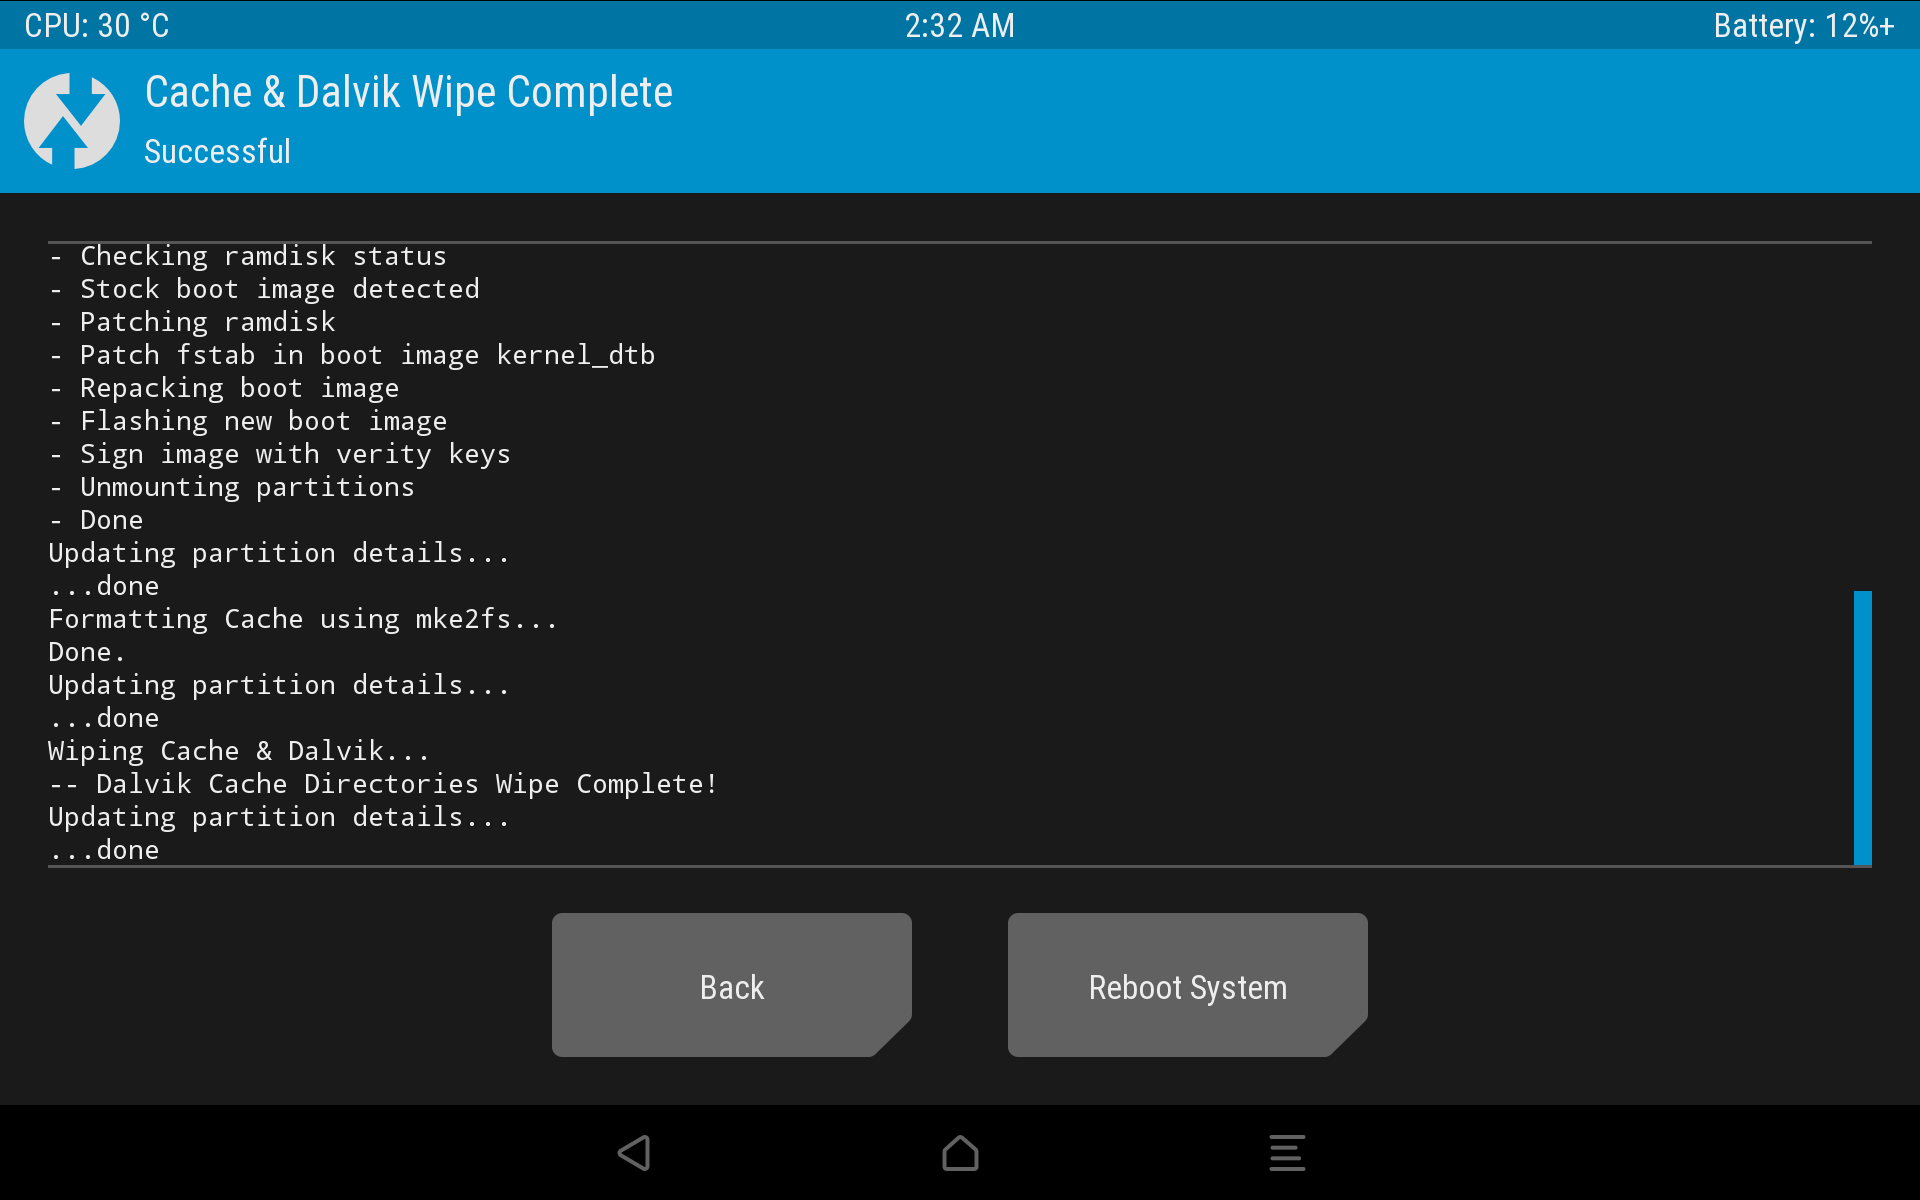 CPU: 30 °C
2:32 AM
Battery: 12%+
Cache & Dalvik Wipe Complete
Successful
- Checking ramdisk status
- Stock boot image detected
- Patching ramdisk
- Patch fstab in boot image kernel_dtb
- Repacking boot image
- Flashing new boot image
- Sign image with verity keys
- Unmounting partitions
- Done
Updating partition details...
...done
Formatting Cache using mke2fs...
Done.
Updating partition details...
...done
Wiping Cache & Dalvik...
-- Dalvik Cache Directories Wipe Complete!
Updating partition details...
...done
Back
Reboot System